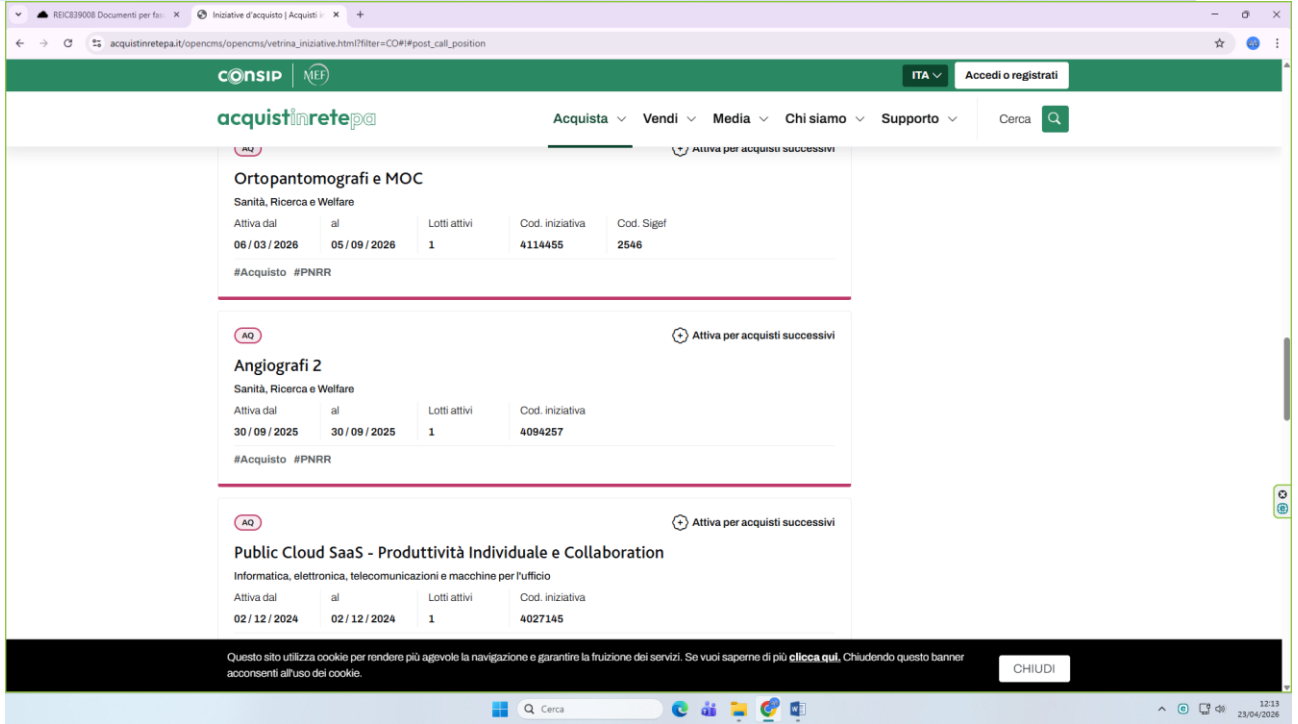 REIC839008 Documenti per fas
Iniziative d'acquisto | Acquisti i
acquistinretepa.it/opencms/opencms/vetrina_iniziative.html?filter=CO#!#post_call_position
consip MEF
ITA
Accedi o registrati
acquistinretepa
Acquista Vendi Media Chi siamo Supporto Cerca
AQ Attiva per acquisti successivi
Ortopantomografi e MOC
Sanità, Ricerca e Welfare
Attiva dal al Lotti attivi Cod. iniziativa Cod. Sigef
06/03/2026 05/09/2026 1 4114455 2546
#Acquisto #PNRR
AQ Attiva per acquisti successivi
Angiografi 2
Sanità, Ricerca e Welfare
Attiva dal al Lotti attivi Cod. iniziativa
30/09/2025 30/09/2025 1 4094257
#Acquisto #PNRR
AQ Attiva per acquisti successivi
Public Cloud SaaS - Produttività Individuale e Collaboration
Informatica, elettronica, telecomunicazioni e macchine per l'ufficio
Attiva dal al Lotti attivi Cod. iniziativa
02/12/2024 02/12/2024 1 4027145
Questo sito utilizza cookie per rendere più agevole la navigazione e garantire la fruizione dei servizi. Se vuoi saperne di più clicca qui. Chiudendo questo banner
acconsenti all'uso dei cookie.
CHIUDI
Cerca
12:13
23/04/2026